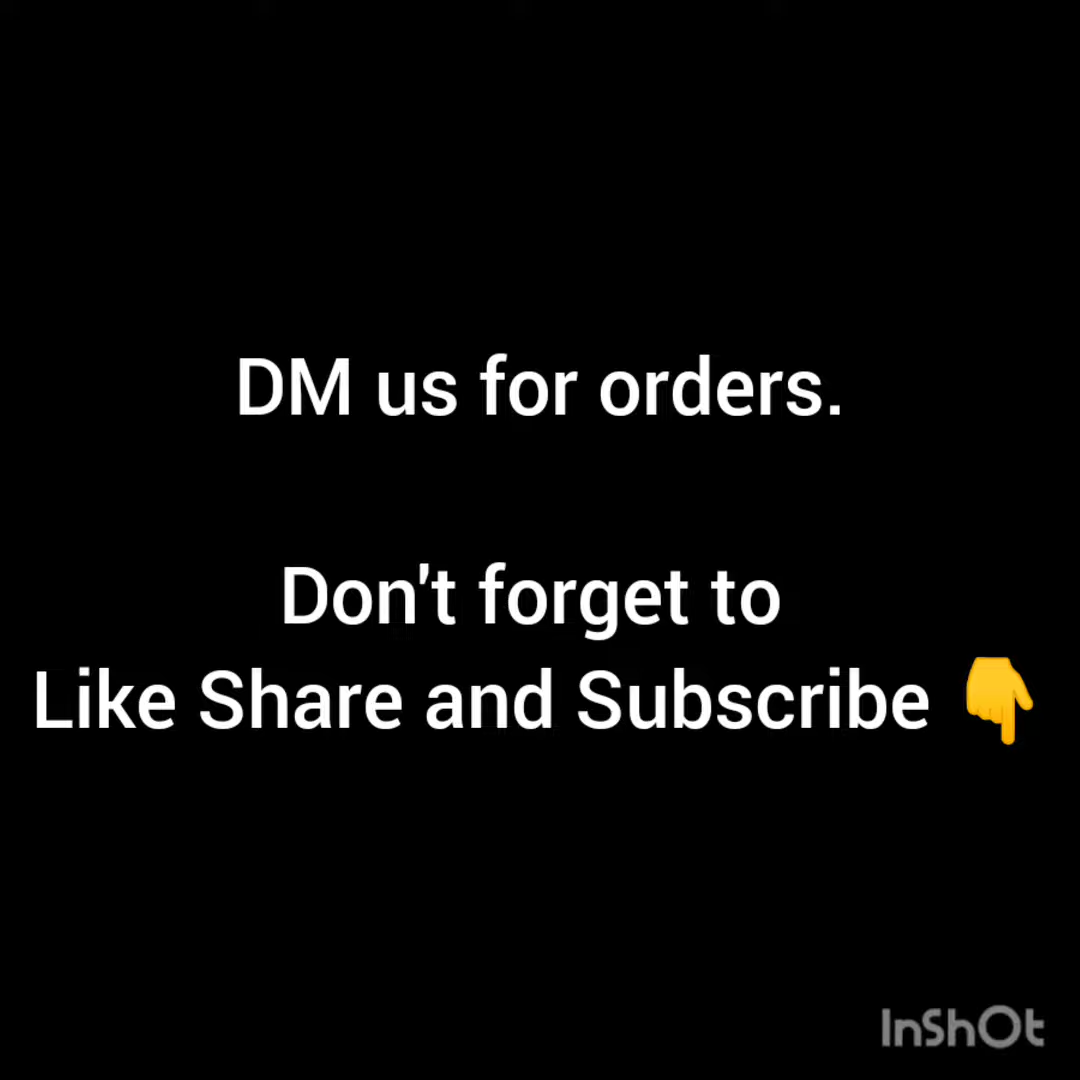 DM us for orders.
Don't forget to
Like Share and Subscribe 👇
InShOt